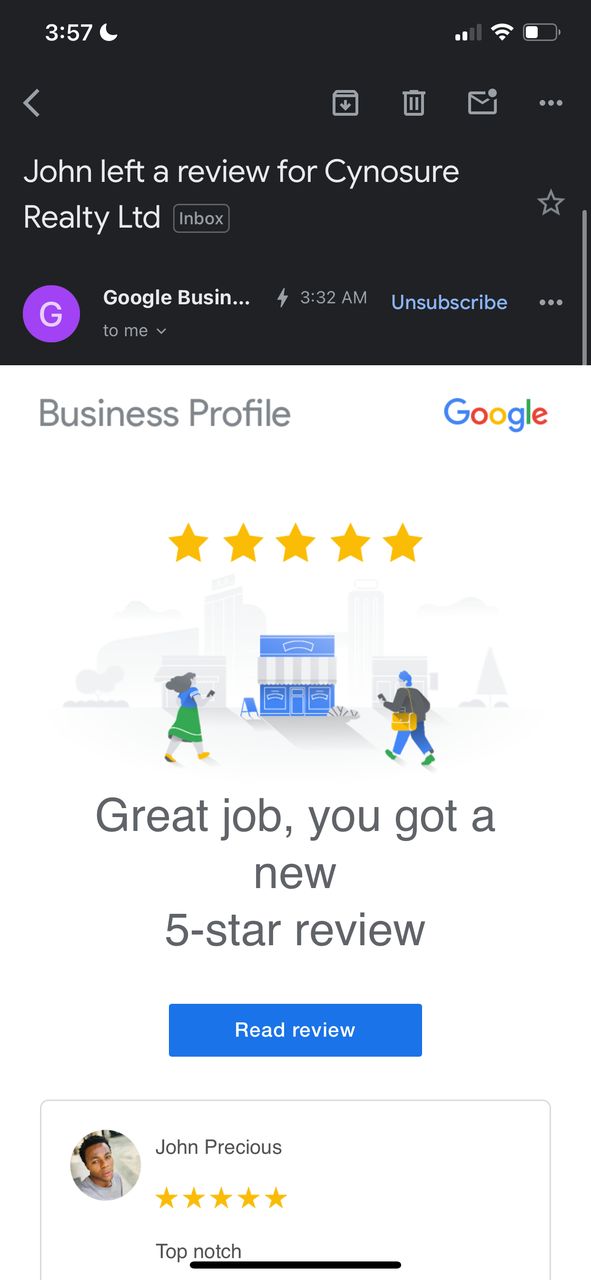 3:57
John left a review for Cynosure
Realty Ltd Inbox
G
Google Busin... 3:32 AM Unsubscribe
to me
Business Profile Google
Great job, you got a
new
5-star review
Read review
John Precious
Top notch